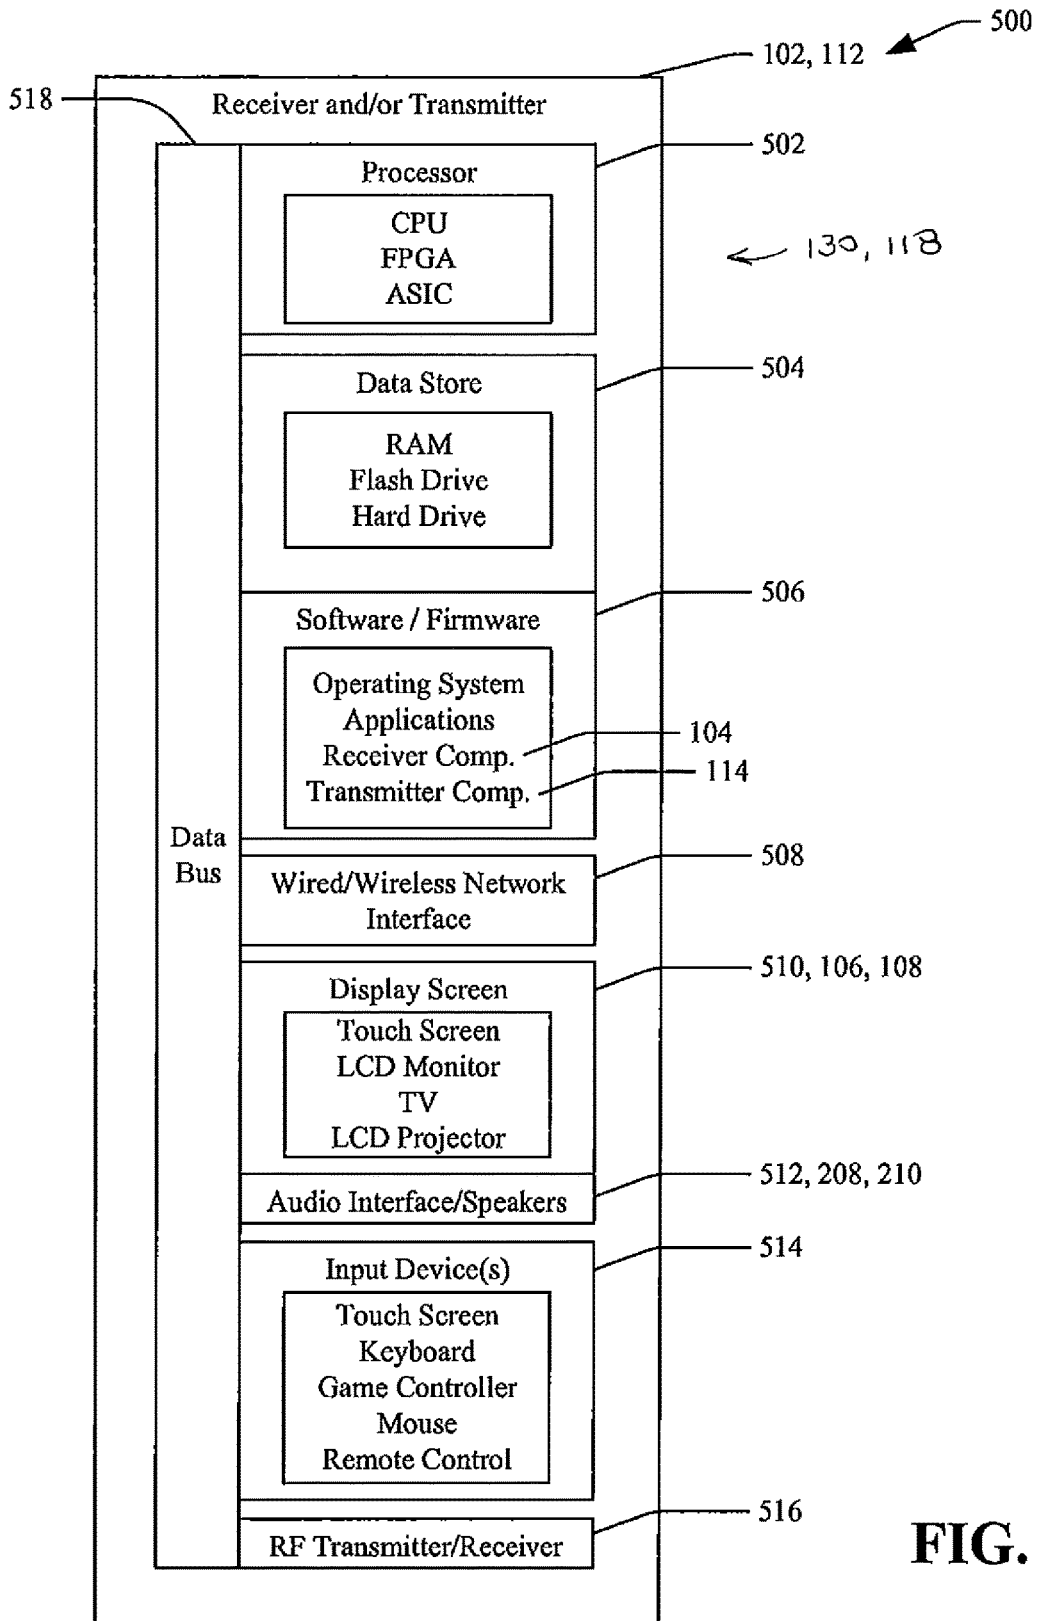 500
102, 112
518
Receiver and/or Transmitter
502
Processor
CPU
FPGA
ASIC
130, 118
504
Data Store
RAM
Flash Drive
Hard Drive
506
Software / Firmware
Operating System
Applications
Receiver Comp.
104
Transmitter Comp.
114
Data
Bus
508
Wired/Wireless Network
Interface
510, 106, 108
Display Screen
Touch Screen
LCD Monitor
TV
LCD Projector
512, 208, 210
Audio Interface/Speakers
514
Input Device(s)
Touch Screen
Keyboard
Game Controller
Mouse
Remote Control
516
RF Transmitter/Receiver
FIG.